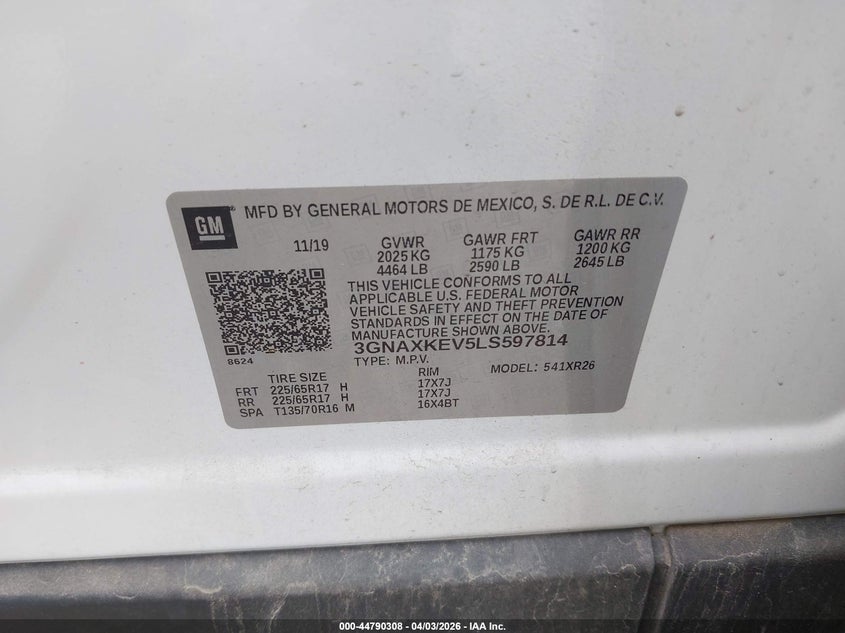 GM
® MFD BY GENERAL MOTORS DE MEXICO, S. DE R.L. DE C.V.
11/19 GVWR GAWR FRT GAWR RR
2025 KG 1175 KG 1200 KG
4464 LB 2590 LB 2645 LB
THIS VEHICLE CONFORMS TO ALL
APPLICABLE U.S. FEDERAL MOTOR
VEHICLE SAFETY AND THEFT PREVENTION
STANDARDS IN EFFECT ON THE DATE OF
MANUFACTURE SHOWN ABOVE.
8624
3GNAXKEV5LS597814
TYPE: M.P.V. MODEL: 541XR26
TIRE SIZE RIM
FRT 225/65R17 H 17X7J
RR 225/65R17 H 17X7J
SPA T135/70R16 M 16X4BT
000-44790308 - 04/03/2026 - IAA Inc.